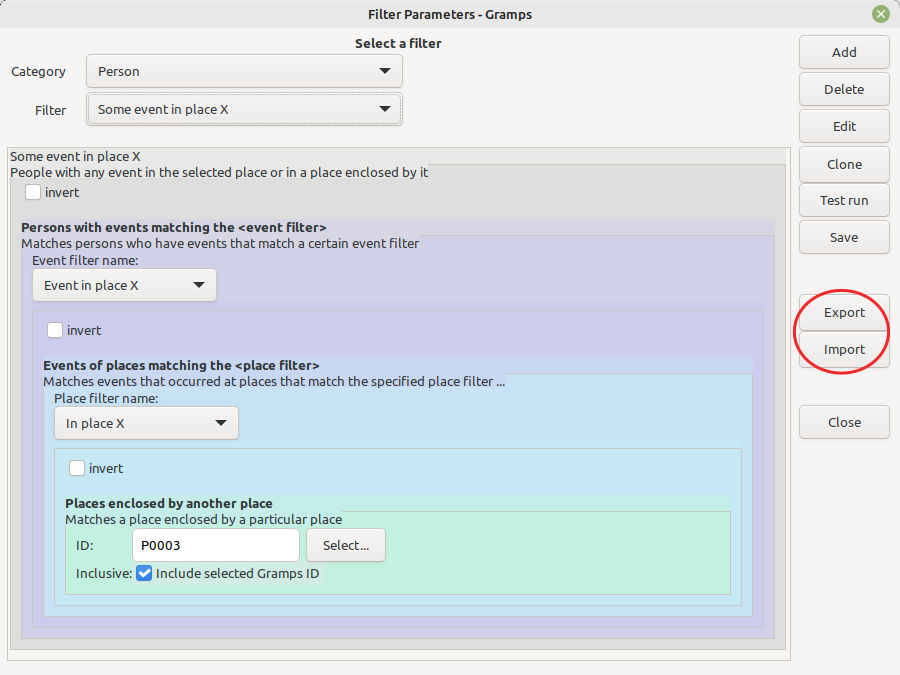 Filter Parameters - Gramps
Select a filter
Category Person
Filter Some event in place X
Add
Delete
Edit
Clone
Test run
Save
Export
Import
Close
Some event in place X
People with any event in the selected place or in a place enclosed by it
invert
Persons with events matching the <event filter>
Matches persons who have events that match a certain event filter
Event filter name:
Event in place X
invert
Events of places matching the <place filter>
Matches events that occurred at places that match the specified place filter ...
Place filter name:
In place X
invert
Places enclosed by another place
Matches a place enclosed by a particular place
ID: P0003 Select...
Inclusive: Include selected Gramps ID